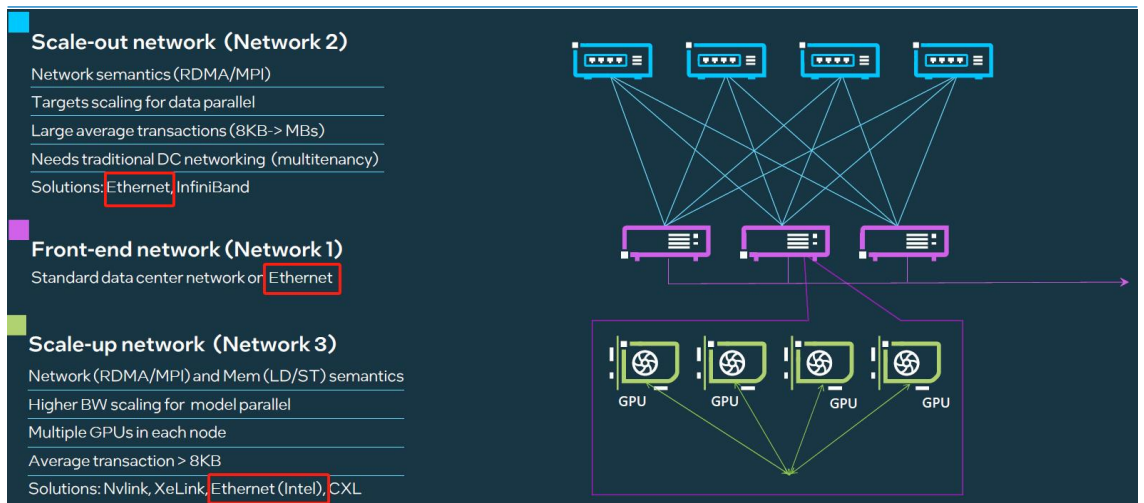 Scale-out network (Network 2)
Network semantics (RDMA/MPI)
Targets scaling for data parallel
Large average transactions (8KB-> MBs)
Needs traditional DC networking (multitenancy)
Solutions: Ethernet, InfiniBand
Front-end network (Network 1)
Standard data center network on Ethernet
Scale-up network (Network 3)
Network (RDMA/MPI) and Mem (LD/ST) semantics
Higher BW scaling for model parallel
Multiple GPUs in each node
Average transaction > 8KB
Solutions: Nvlink, XeLink, Ethernet (Intel), CXL
GPU
GPU
GPU
GPU